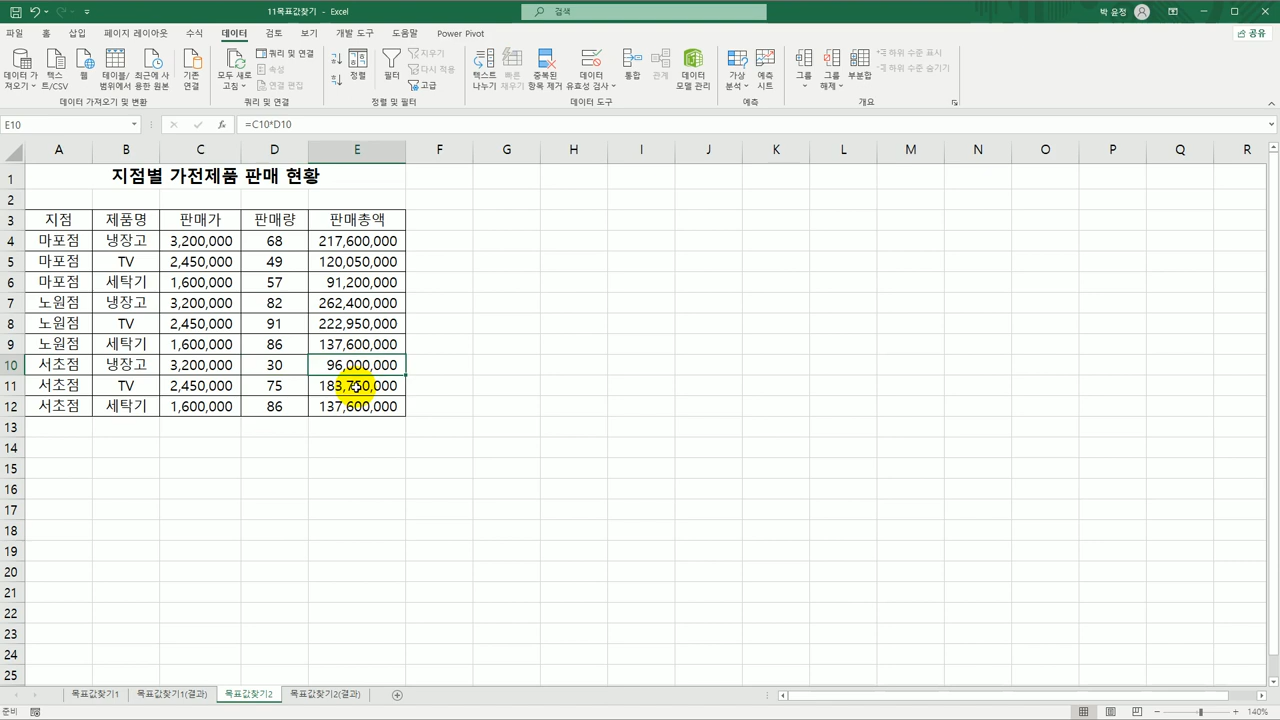 11목표값찾기 - Excel
검색
박 윤정
파일 홈 삽입 페이지 레이아웃 수식 데이터 검토 보기 개발 도구 도움말 Power Pivot
공유
데이터 가져오기
텍스트/CSV
웹
테이블/범위에서
최근에 사용한 원본
기존 연결
데이터 가져오기 및 변환
모두 새로 고침
쿼리 및 연결
속성
연결 편집
쿼리 및 연결
정렬
필터
지우기
다시 적용
고급
정렬 및 필터
텍스트 나누기
빠른 채우기
중복된 항목 제거
데이터 유효성 검사
통합
관계
데이터 모델 관리
데이터 도구
가상 분석
예측 시트
예측
그룹
그룹 해제
부분합
하위 수준 표시
하위 수준 숨기기
개요
E10 fx =C10*D10
A B C D E F G H I J K L M N O P Q R
1 지점별 가전제품 판매 현황
2
3 지점 제품명 판매가 판매량 판매총액
4 마포점 냉장고 3,200,000 68 217,600,000
5 마포점 TV 2,450,000 49 120,050,000
6 마포점 세탁기 1,600,000 57 91,200,000
7 노원점 냉장고 3,200,000 82 262,400,000
8 노원점 TV 2,450,000 91 222,950,000
9 노원점 세탁기 1,600,000 86 137,600,000
10 서초점 냉장고 3,200,000 30 96,000,000
11 서초점 TV 2,450,000 75 183,750,000
12 서초점 세탁기 1,600,000 86 137,600,000
13
14
15
16
17
18
19
20
21
22
23
24
25
목표값찾기1 목표값찾기1(결과) 목표값찾기2 목표값찾기2(결과)
준비
140%